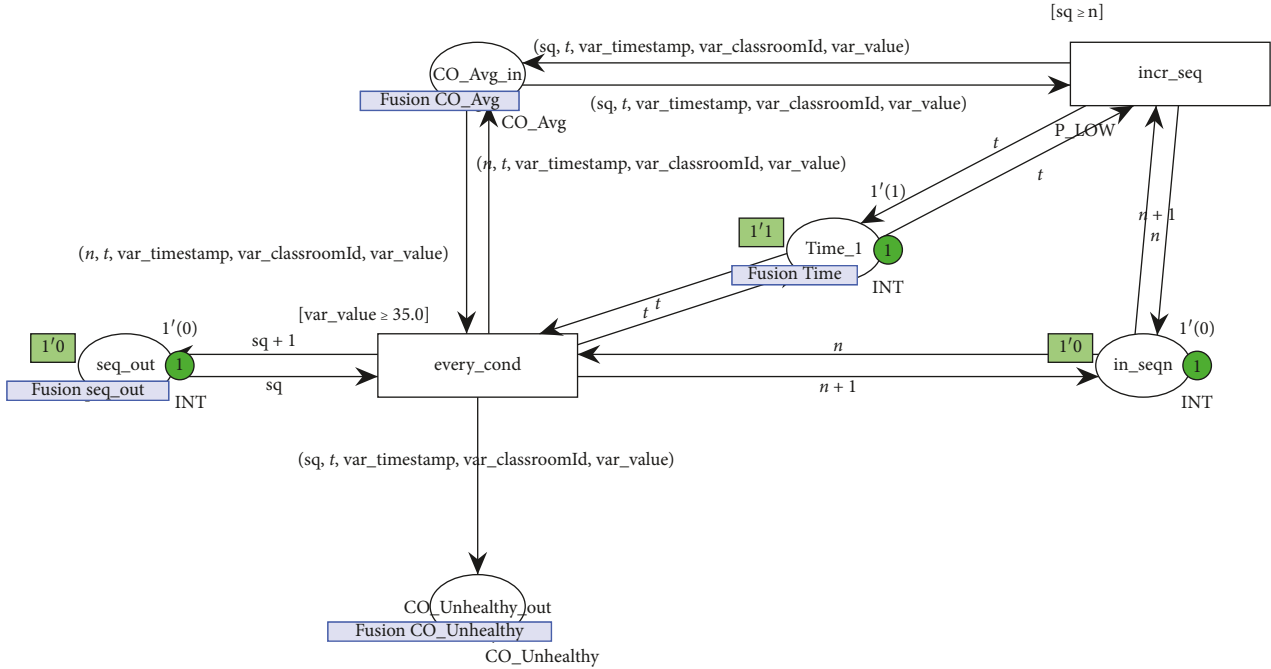 [sq ≥ n]
(sq, t, var_timestamp, var_classroomId, var_value)
CO_Avg_in
incr_seq
Fusion CO_Avg
(sq, t, var_timestamp, var_classroomId, var_value)
CO_Avg
P_LOW
t
(n, t, var_timestamp, var_classroomId, var_value)
t
1′(1)
n + 1
1′1
Time_1
1
n
(n, t, var_timestamp, var_classroomId, var_value)
Fusion Time
INT
t
t
[var_value ≥ 35.0]
1′(0)
1′(0)
1′0
sq + 1
n
1′0
seq_out
1
every_cond
in_seqn
1
Fusion seq_out
sq
n + 1
INT
INT
(sq, t, var_timestamp, var_classroomId, var_value)
CO_Unhealthy_out
Fusion CO_Unhealthy
CO_Unhealthy